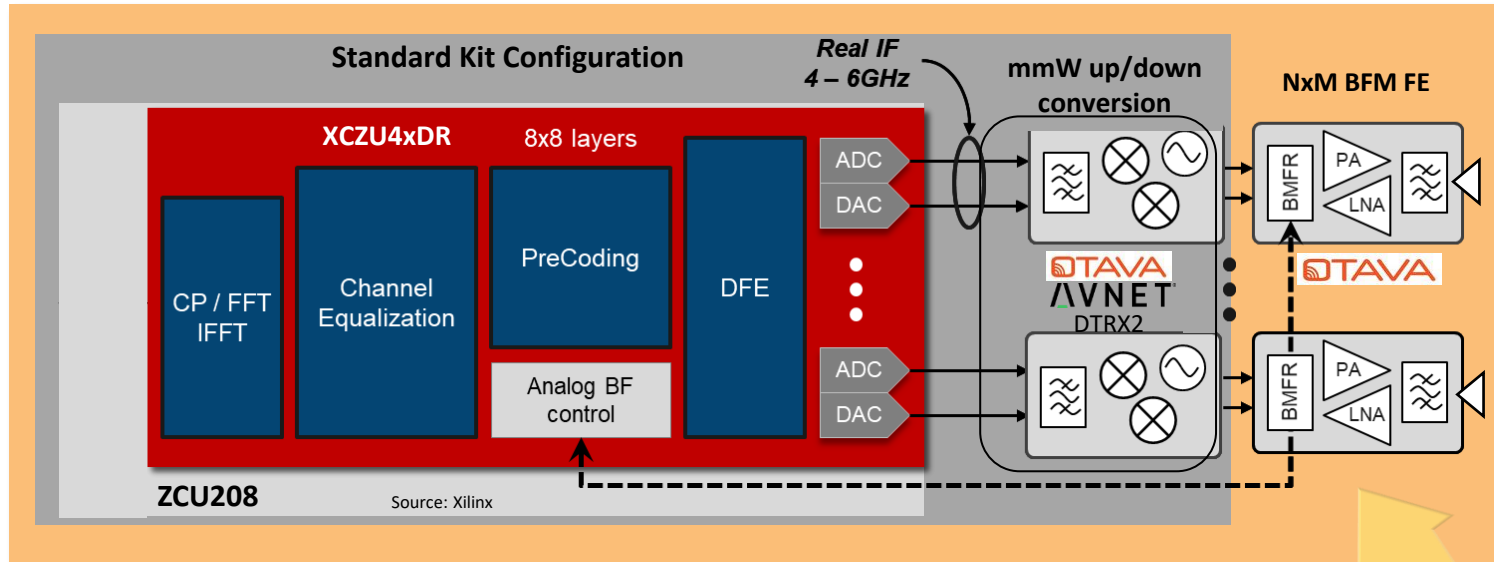 Standard Kit Configuration
Real IF
4 – 6GHz
mmW up/down
conversion
NxM BFM FE
XCZU4xDR
8x8 layers
CP / FFT
IFFT
Channel
Equalization
PreCoding
Analog BF
control
DFE
ADC
DAC
ADC
DAC
OTAVA
AVNET
DTRX2
BMFR
PA
LNA
OTAVA
BMFR
PA
LNA
ZCU208
Source: Xilinx